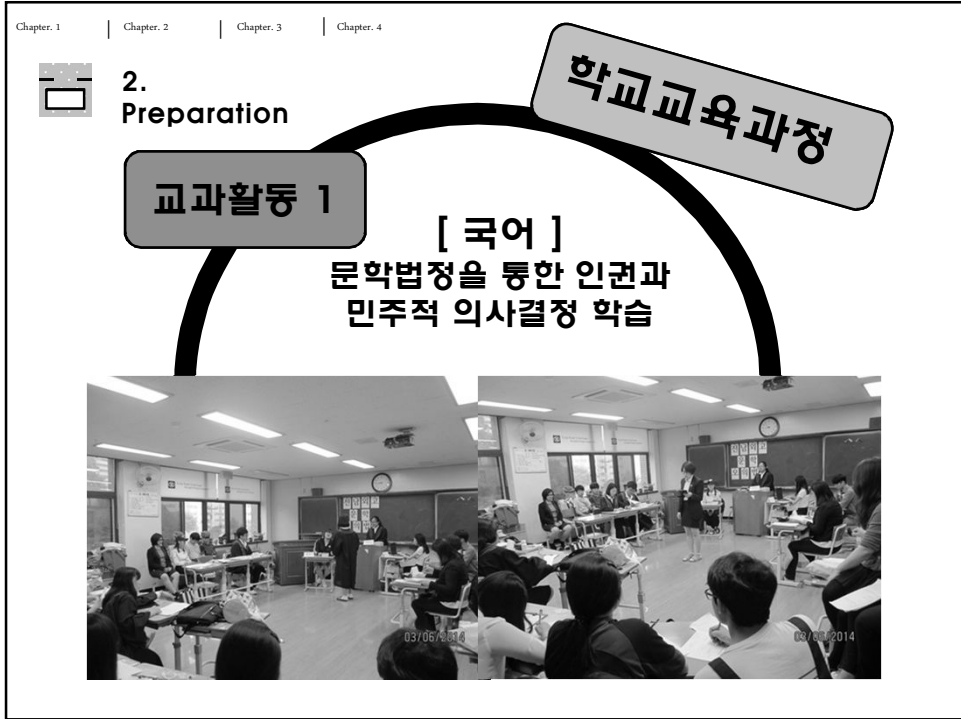 Chapter. 1
Chapter. 2
Chapter. 3
Chapter. 4
2.
Preparation
학교교육과정
교과활동 1
[ 국어 ]
문학법정을 통한 인권과
민주적 의사결정 학습
03/06/2014
03/06/2014